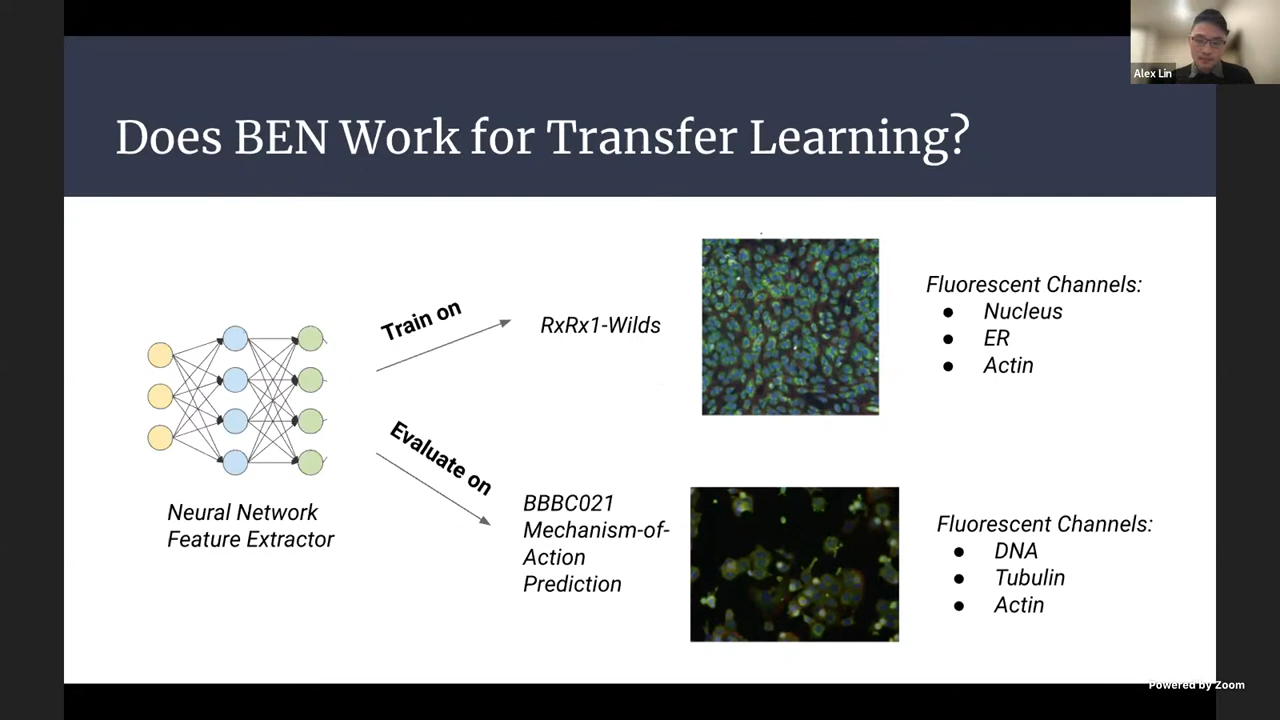 Alex Lin
Does BEN Work for Transfer Learning?
Train on
RxRx1-Wilds
Fluorescent Channels:
● Nucleus
● ER
● Actin
Evaluate on
Neural Network
Feature Extractor
BBBC021
Mechanism-of-
Action
Prediction
Fluorescent Channels:
● DNA
● Tubulin
● Actin
Powered by Zoom